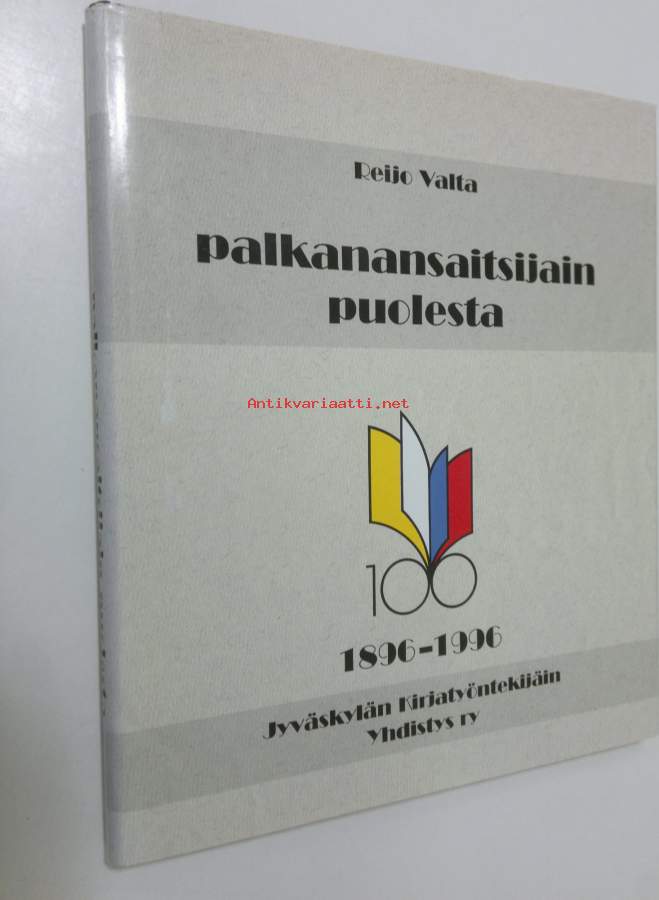 Reijo Valta
palkanansaitsijain
puolesta
Antikvariaatti.net
100
1896-1996
Jyväskylän Kirjatyöntekijäin
Yhdistys ry